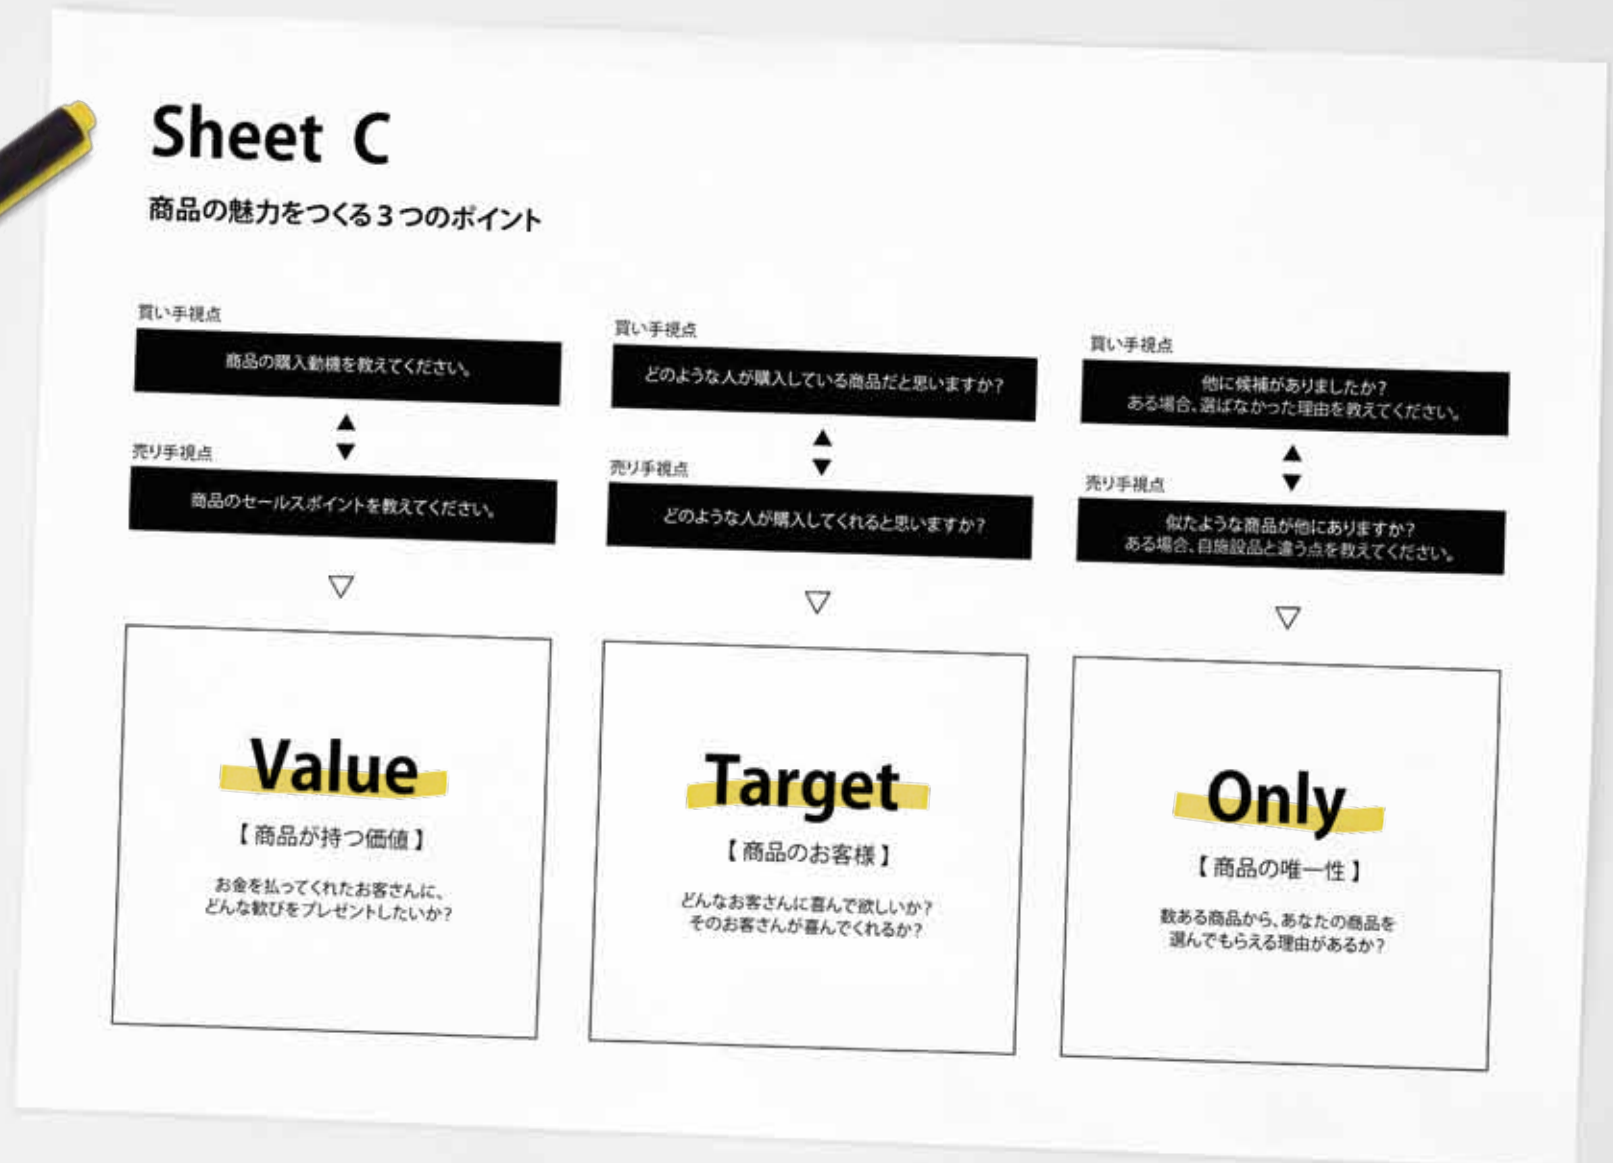 Sheet C
商品の魅力をつくる3つのポイント
買い手視点
商品の購入動機を教えてください。
売り手視点
商品のセールスポイントを教えてください。
Value
【商品が持つ価値】
お金を払ってくれたお客さんに、
どんな歓びをプレゼントしたいか?
買い手視点
どのような人が購入している商品だと思いますか?
売り手視点
どのような人が購入してくれると思いますか?
Target
【商品のお客様】
どんなお客さんに喜んで欲しいか?
そのお客さんが喜んでくれるか?
買い手視点
他に候補がありましたか?
ある場合、選ばなかった理由を教えてください。
売り手視点
似たような商品が他にありますか?
ある場合、自施設品と違う点を教えてください。
Only
【商品の唯一性】
数ある商品から、あなたの商品を
選んでもらえる理由があるか?